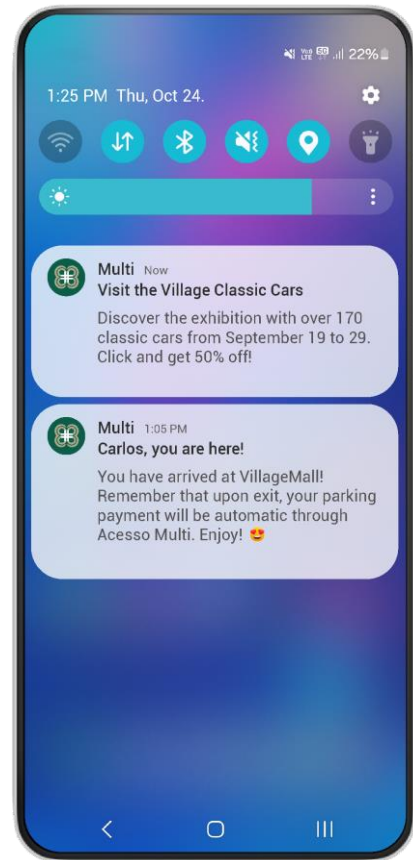 Vo)) LTE 5G 22%
1:25 PM Thu, Oct 24.
Multi Now
Visit the Village Classic Cars
Discover the exhibition with over 170
classic cars from September 19 to 29.
Click and get 50% off!
Multi 1:05 PM
Carlos, you are here!
You have arrived at VillageMall!
Remember that upon exit, your parking
payment will be automatic through
Acesso Multi. Enjoy! 😍